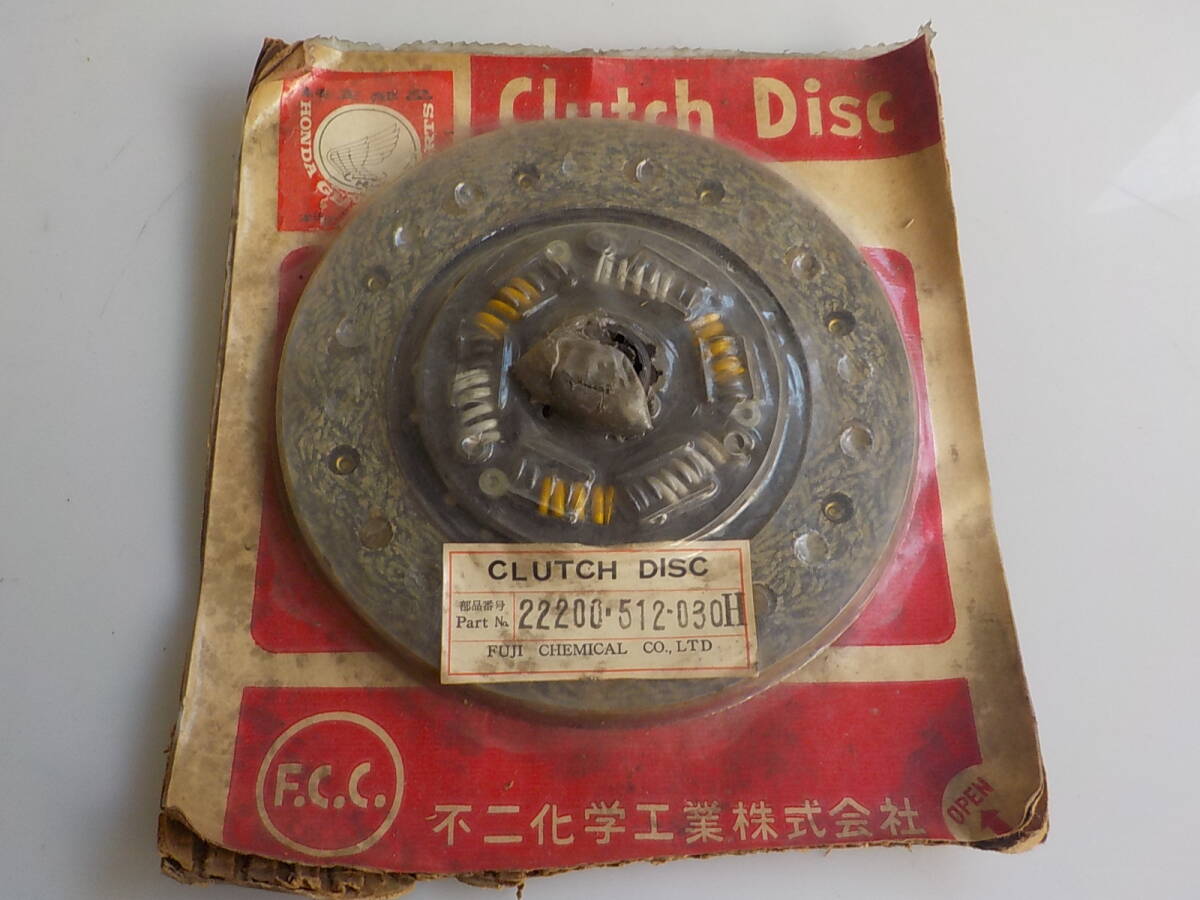 Clutch Disc
HONDA
CLUTCH DISC
部品番号
Part No. 22200-512-030H
FUJI CHEMICAL CO., LTD
F.C.C.
不二化学工業株式会社
OPEN